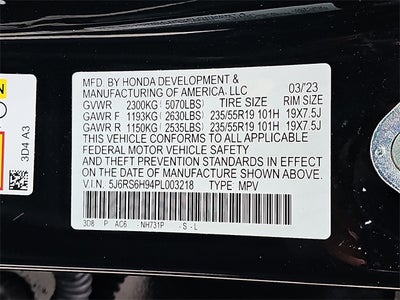 MFD. BY HONDA DEVELOPMENT &
MANUFACTURING OF AMERICA, LLC 03/'23
GVWR 2300KG (5070LBS) TIRE SIZE RIM SIZE
GAWR F 1193KG (2630LBS) 235/55R19 101H 19X7.5J
GAWR R 1150KG (2535LBS) 235/55R19 101H 19X7.5J
THIS VEHICLE CONFORMS TO ALL APPLICABLE
FEDERAL MOTOR VEHICLE SAFETY
AND THEFT PREVENTION STANDARDS IN EFFECT
ON THE DATE OF MANUFACTURE SHOWN ABOVE.
V.I.N. 5J6RS6H94PL003218 TYPE MPV
3D8 P AC6 NH731P S - L
3D4 A3